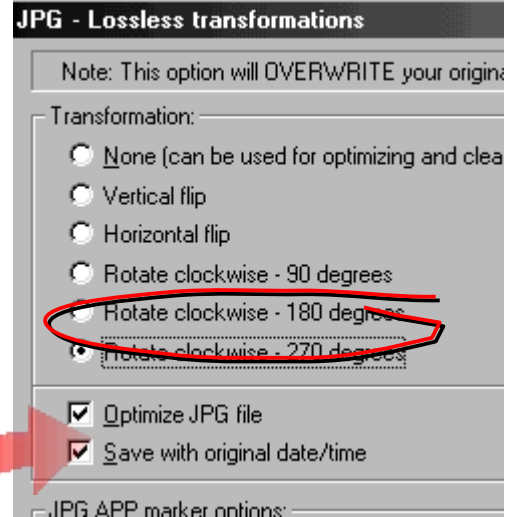 JPG - Lossless transformations
Note: This option will OVERWRITE your origina
Transformation:
None (can be used for optimizing and clea
Vertical flip
Horizontal flip
Rotate clockwise - 90 degrees
Rotate clockwise - 180 degrees
Rotate clockwise - 270 degrees
Optimize JPG file
Save with original date/time
JPG APP marker options: